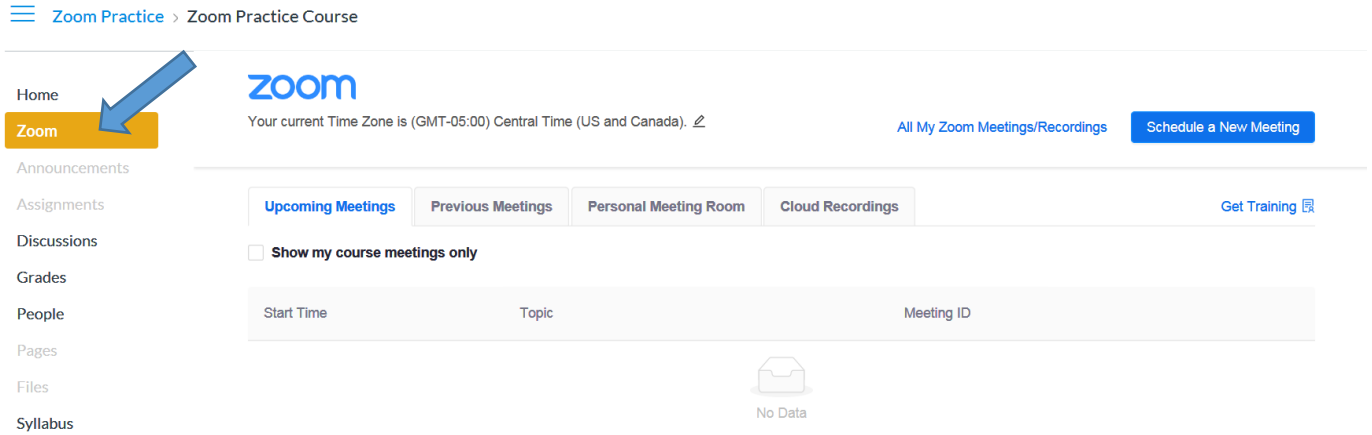 Zoom Practice > Zoom Practice Course
Home
Zoom
Announcements
Assignments
Discussions
Grades
People
Pages
Files
Syllabus
zoom
Your current Time Zone is (GMT-05:00) Central Time (US and Canada).
All My Zoom Meetings/Recordings
Schedule a New Meeting
Upcoming Meetings Previous Meetings Personal Meeting Room Cloud Recordings
Get Training
Show my course meetings only
Start Time Topic Meeting ID
No Data